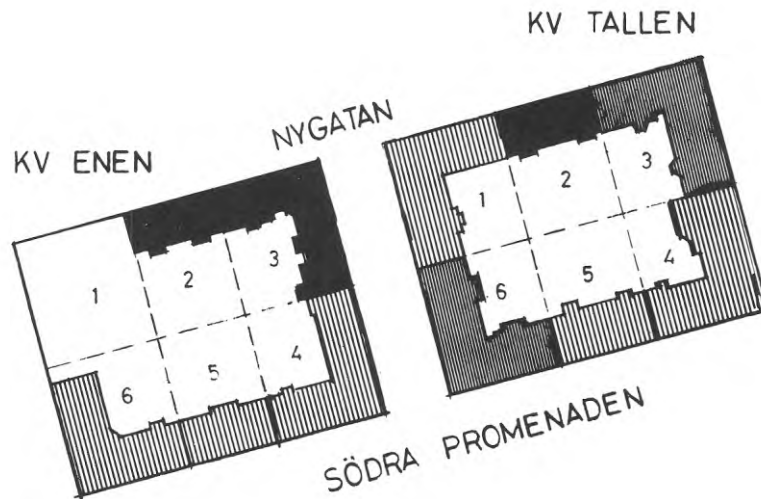 KV TALLEN
NYGATAN
KV ENEN
1 2 3
4 5 6
1 2 3
4 5 6
SÖDRA PROMENADEN